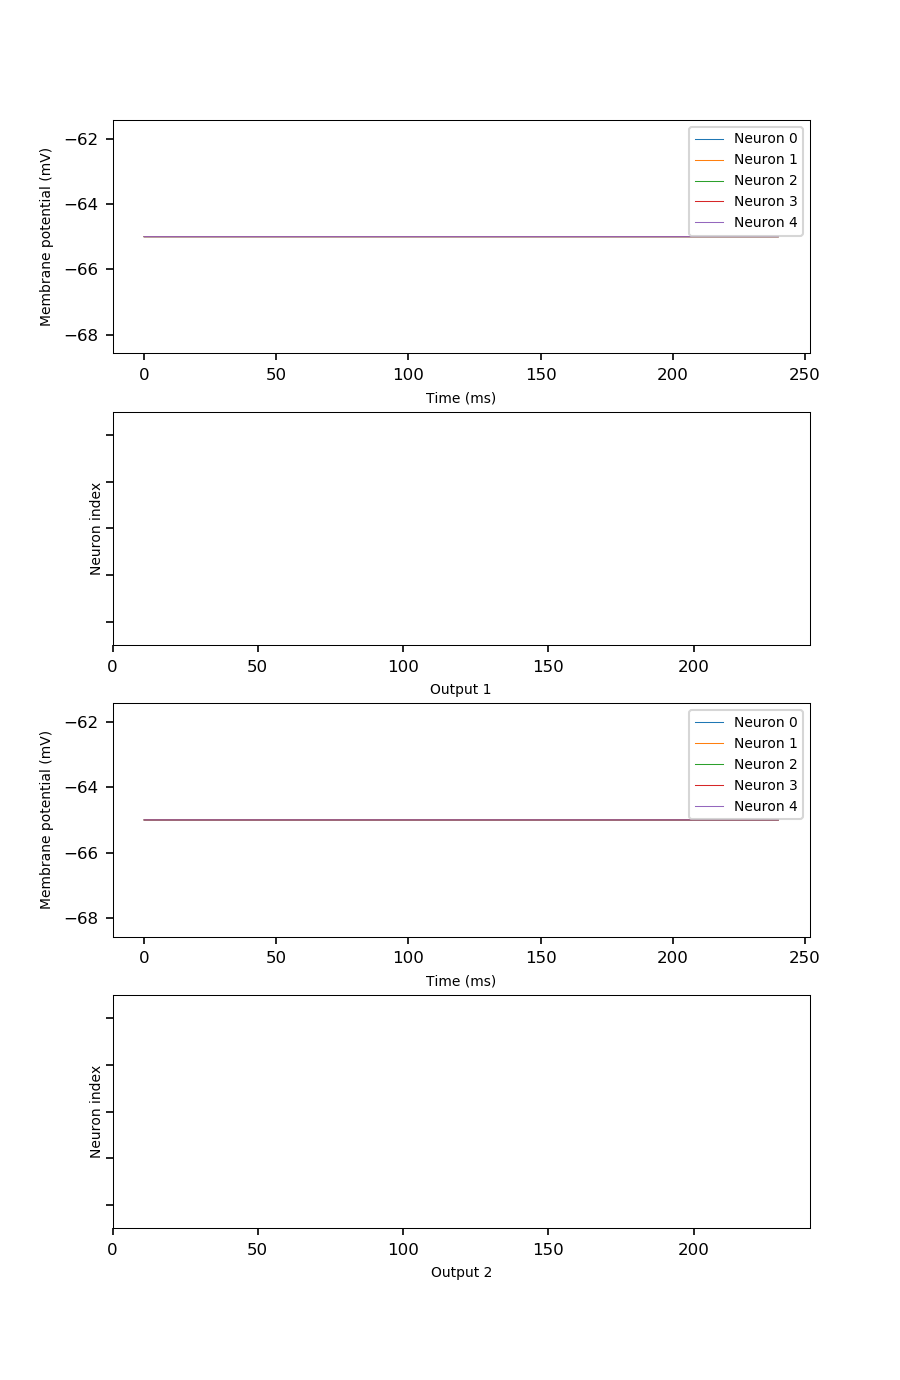 Membrane potential (mV)
−62
−64
−66
−68
Neuron 0
Neuron 1
Neuron 2
Neuron 3
Neuron 4
0 50 100 150 200 250
Time (ms)
Neuron index
0 50 100 150 200
Output 1
Membrane potential (mV)
−62
−64
−66
−68
Neuron 0
Neuron 1
Neuron 2
Neuron 3
Neuron 4
0 50 100 150 200 250
Time (ms)
Neuron index
0 50 100 150 200
Output 2